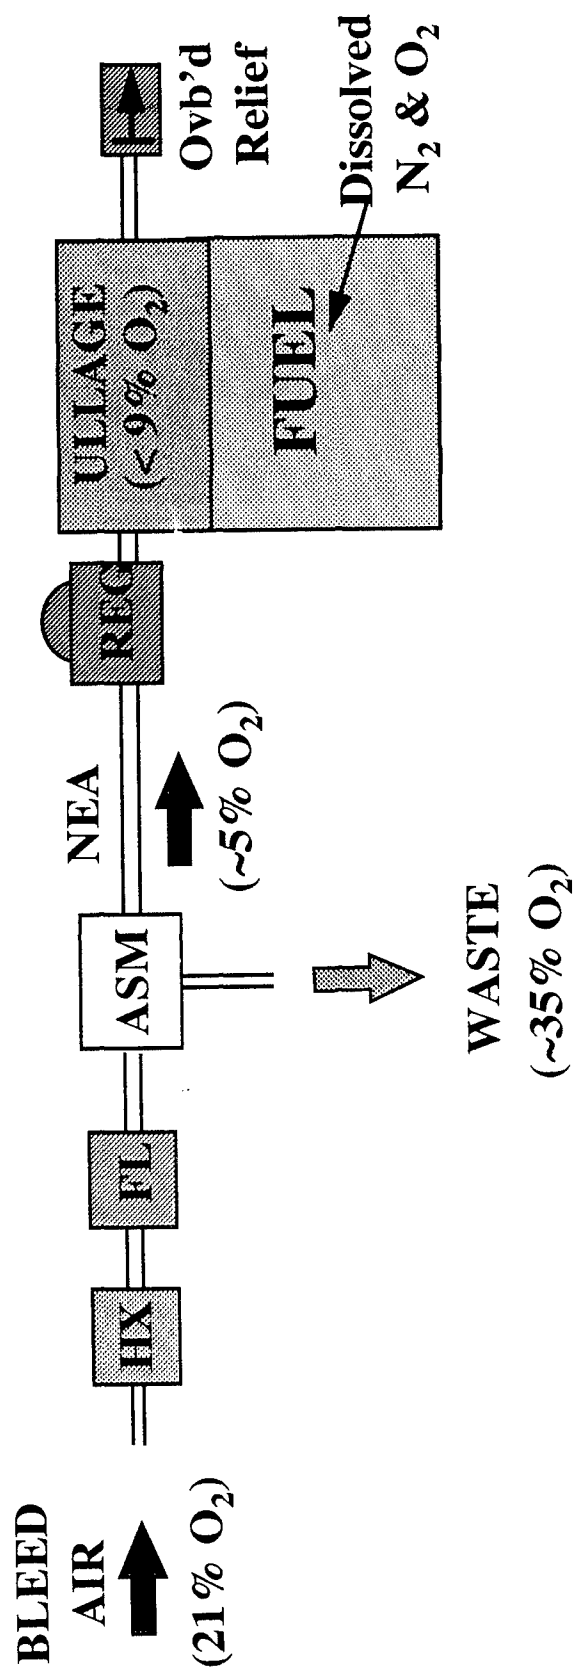 BLEED
AIR
(21% O₂)
HX
FL
ASM
WASTE
(~35% O₂)
NEA
(~5% O₂)
REG
ULLAGE
(<9% O₂)
FUEL
Dissolved
N₂ & O₂
Ovb'd
Relief